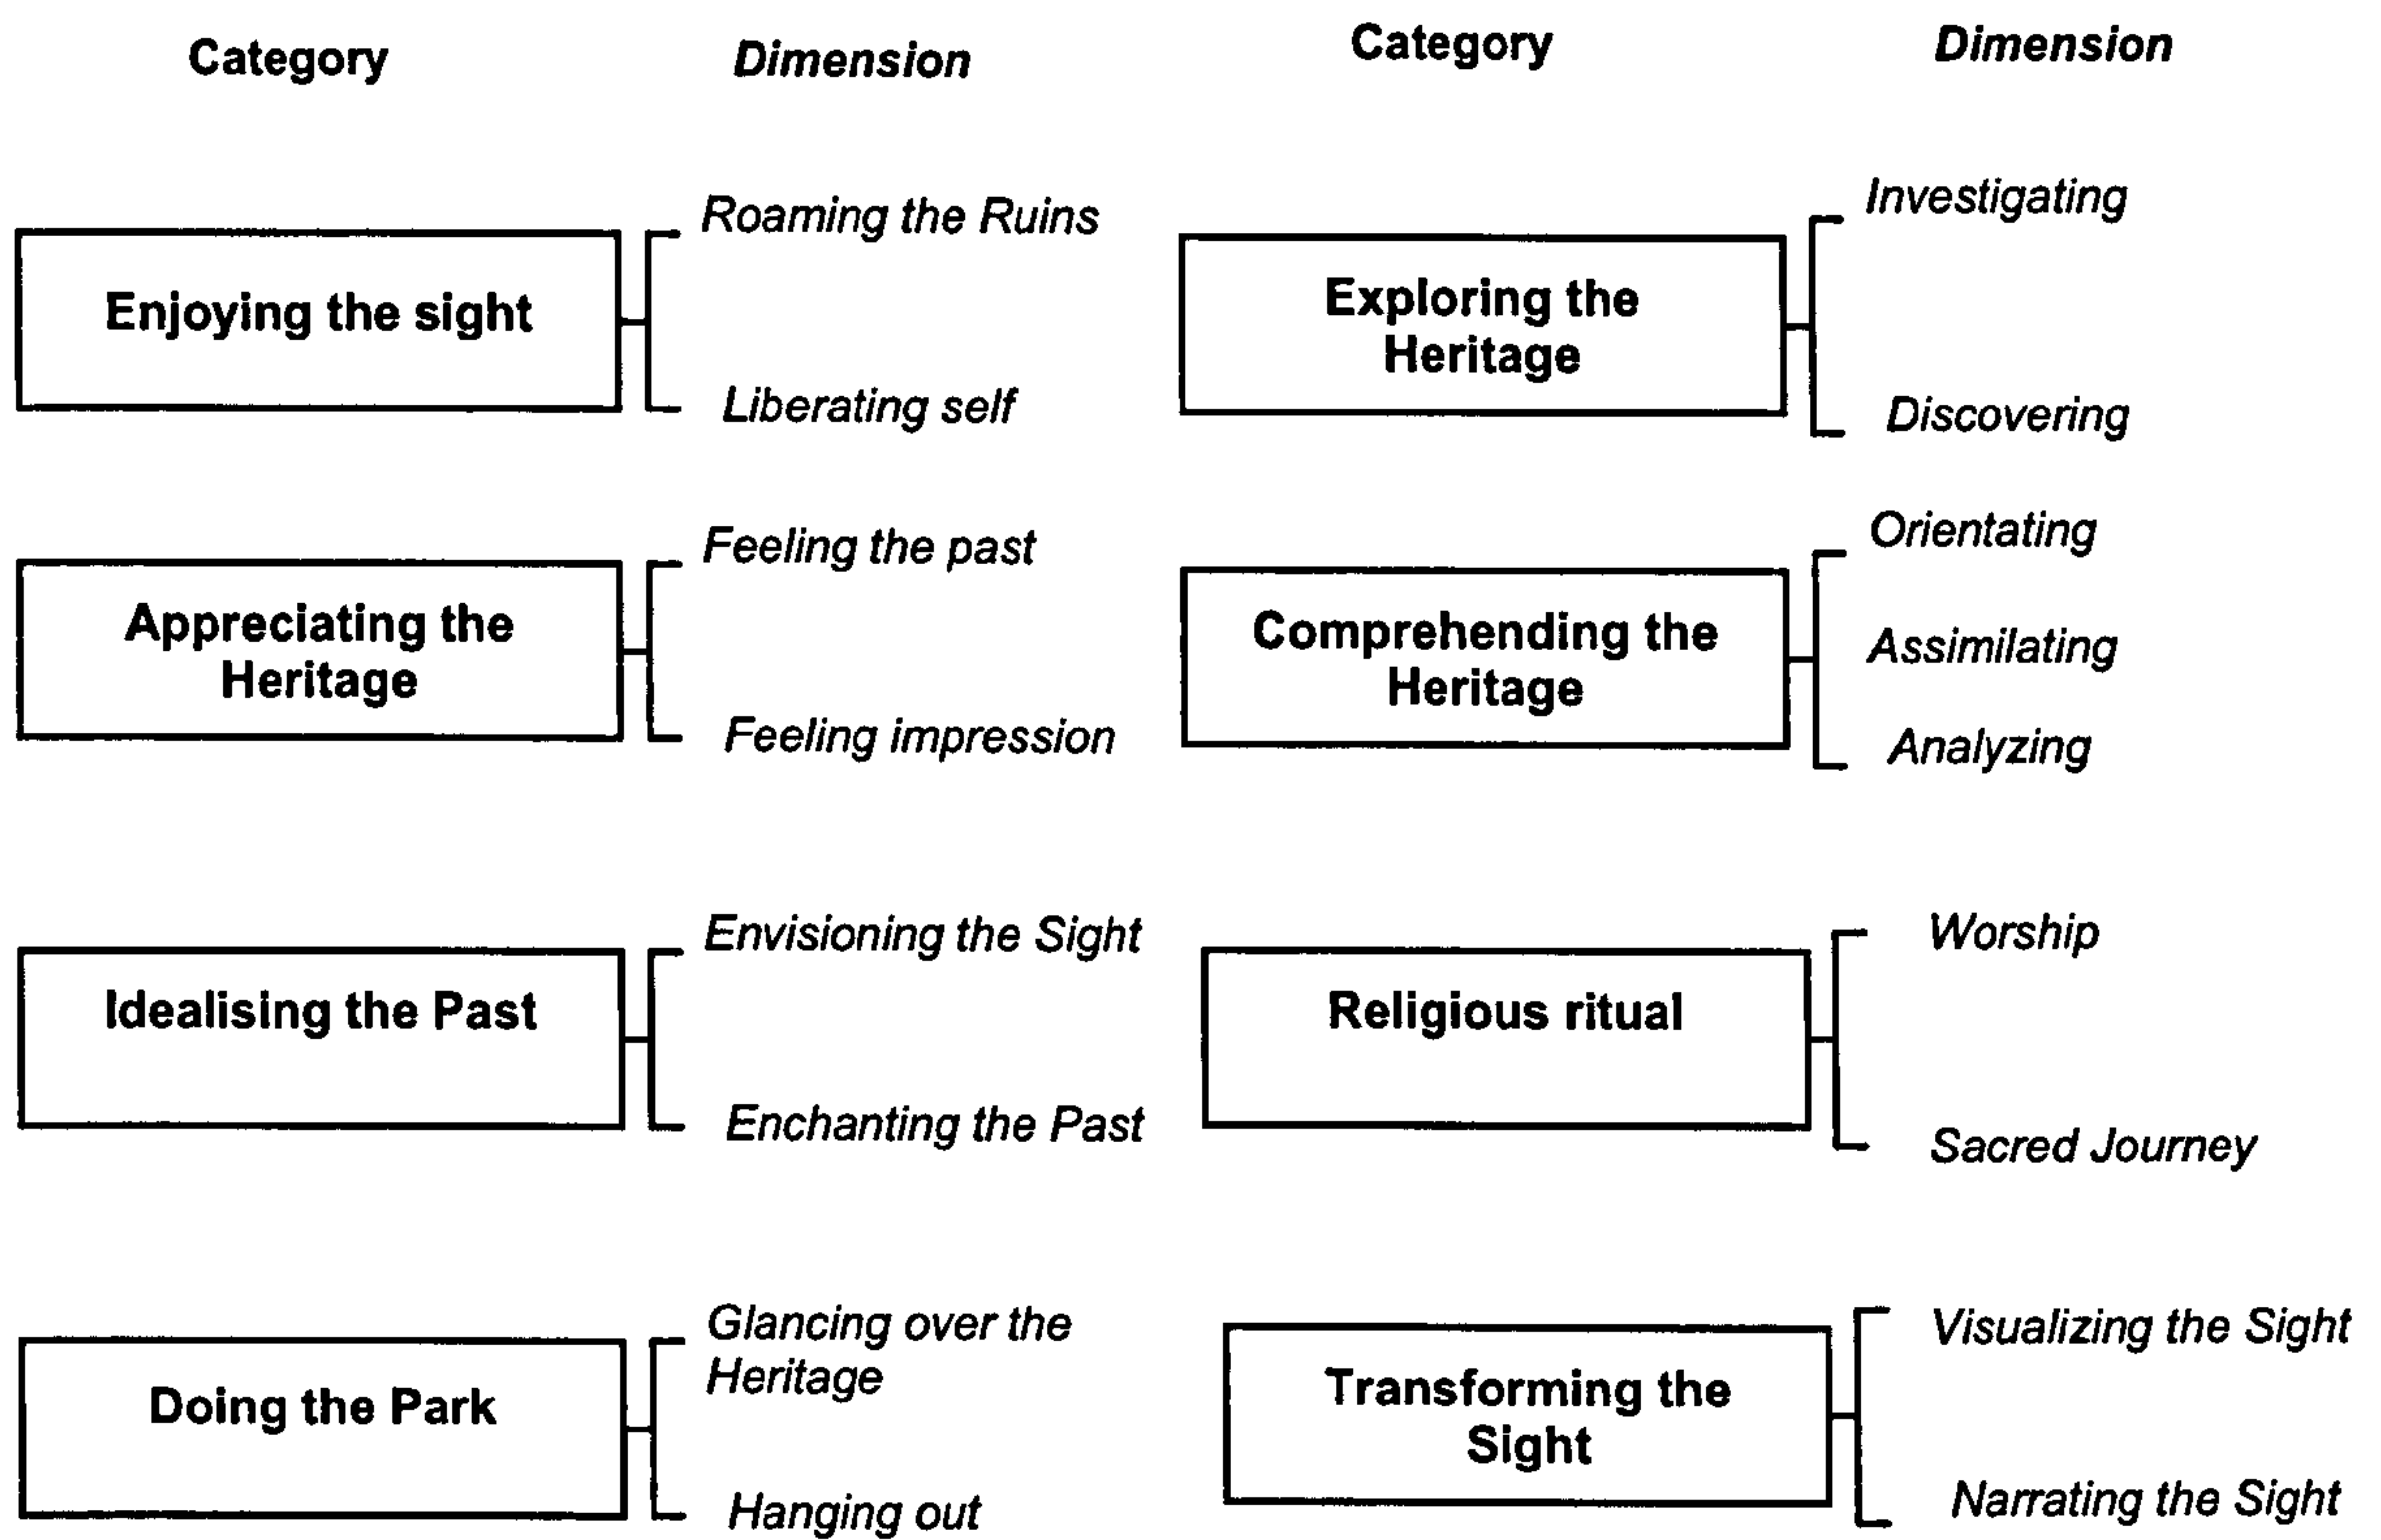 Category
Dimension
Category
Dimension
Enjoying the sight
Roaming the Ruins
Liberating self
Exploring the
Heritage
Investigating
Discovering
Appreciating the
Heritage
Feeling the past
Feeling impression
Comprehending the
Heritage
Orientating
Assimilating
Analyzing
Idealising the Past
Envisioning the Sight
Enchanting the Past
Religious ritual
Worship
Sacred Journey
Doing the Park
Glancing over the
Heritage
Hanging out
Transforming the
Sight
Visualizing the Sight
Narrating the Sight